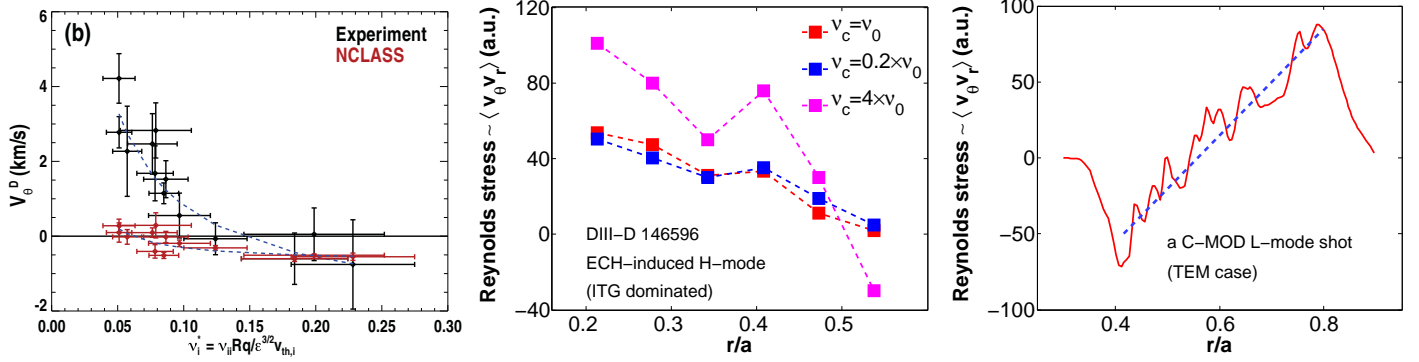 (b)
Experiment
NCLASS
V_θ^D (km/s)
6
4
2
0
-2
0.00 0.05 0.10 0.15 0.20 0.25 0.30
ν_i^* = ν_ii Rq/ε^{3/2} v_{th,i}
Reynolds stress ~ ⟨ v_θ v_r⟩ (a.u.)
120
80
40
0
−40
ν_c=ν_0
ν_c=0.2×ν_0
ν_c=4×ν_0
DIII−D 146596
ECH−induced H−mode
(ITG dominated)
0.2 0.3 0.4 0.5
r/a
Reynolds stress ~ ⟨ v_θ v_r⟩ (a.u.)
100
50
0
−50
−100
a C−MOD L−mode shot
(TEM case)
0.4 0.6 0.8
r/a